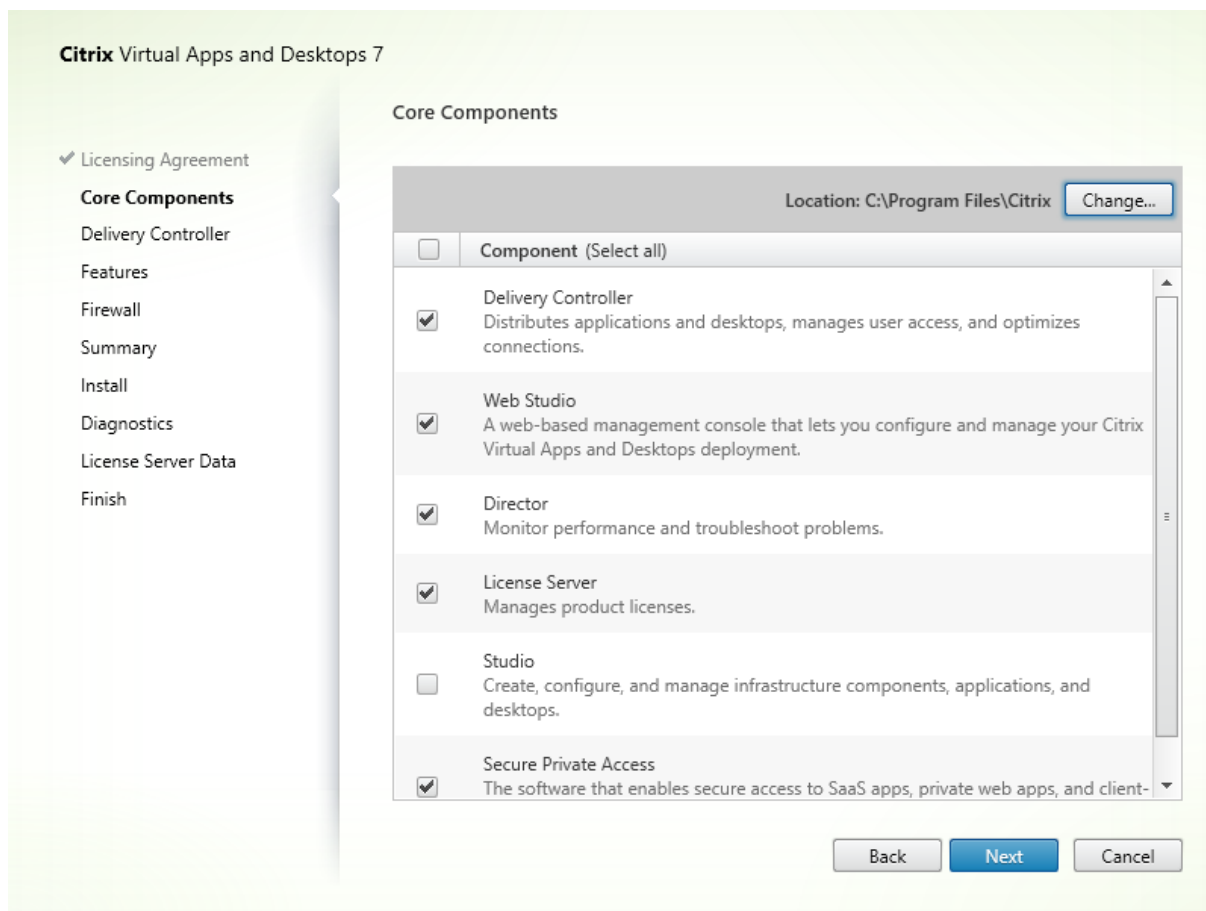 Citrix Virtual Apps and Desktops 7
Licensing Agreement
Core Components
Delivery Controller
Features
Firewall
Summary
Install
Diagnostics
License Server Data
Finish
Core Components
Location: C:\Program Files\Citrix Change...
Component (Select all)
Delivery Controller
Distributes applications and desktops, manages user access, and optimizes
connections.
Web Studio
A web-based management console that lets you configure and manage your Citrix
Virtual Apps and Desktops deployment.
Director
Monitor performance and troubleshoot problems.
License Server
Manages product licenses.
Studio
Create, configure, and manage infrastructure components, applications, and
desktops.
Secure Private Access
The software that enables secure access to SaaS apps, private web apps, and client-
Back Next Cancel